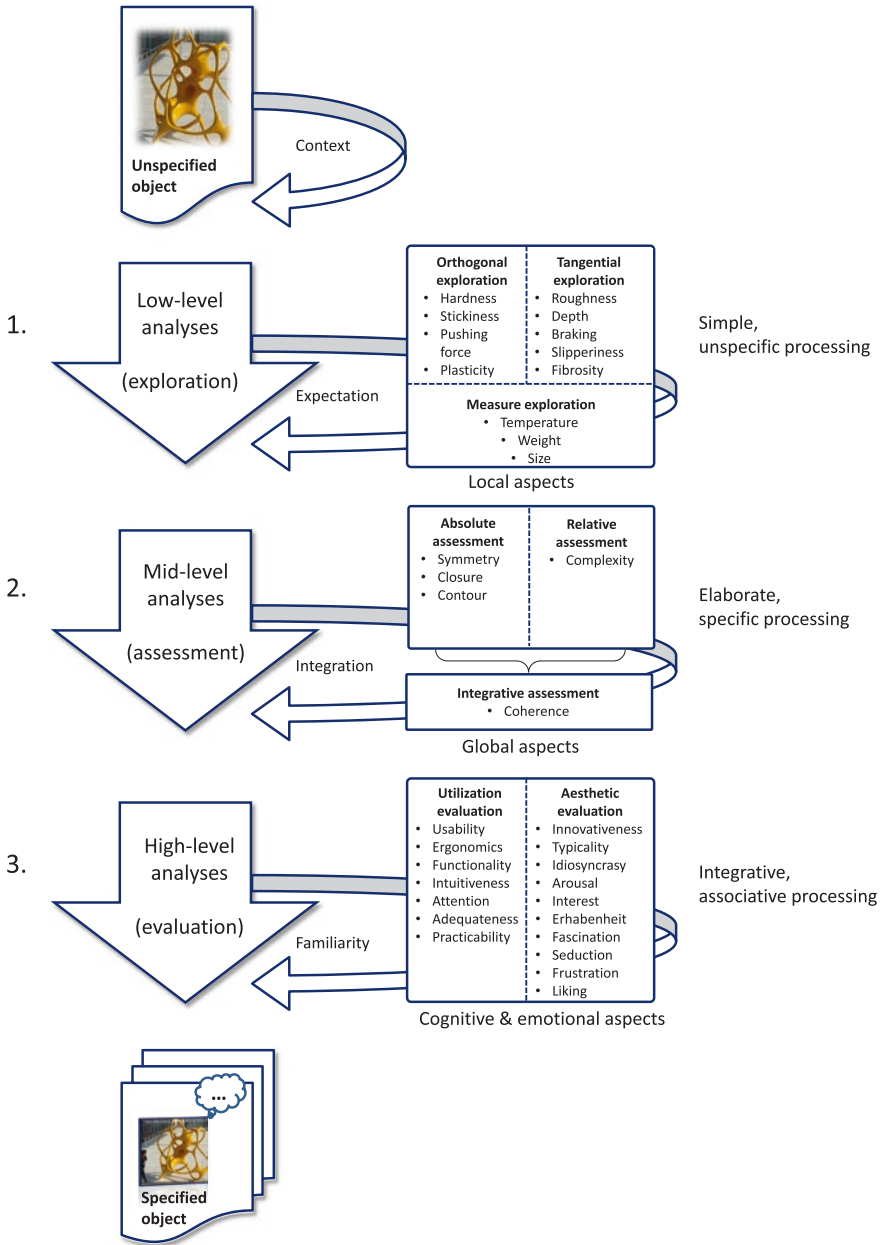 Unspecified
object
Context
1.
Low-level
analyses
(exploration)
Expectation
Orthogonal
exploration
• Hardness
• Stickiness
• Pushing
force
• Plasticity
Tangential
exploration
• Roughness
• Depth
• Braking
• Slipperiness
• Fibrosity
Measure exploration
• Temperature
• Weight
• Size
Local aspects
Simple,
unspecific processing
2.
Mid-level
analyses
(assessment)
Integration
Absolute
assessment
• Symmetry
• Closure
• Contour
Relative
assessment
• Complexity
Integrative assessment
• Coherence
Global aspects
Elaborate,
specific processing
3.
High-level
analyses
(evaluation)
Familiarity
Utilization
evaluation
• Usability
• Ergonomics
• Functionality
• Intuitiveness
• Attention
• Adequateness
• Practicability
Aesthetic
evaluation
• Innovativeness
• Typicality
• Idiosyncrasy
• Arousal
• Interest
• Erhabenheit
• Fascination
• Seduction
• Frustration
• Liking
Cognitive & emotional aspects
Integrative,
associative processing
...
Specified
object